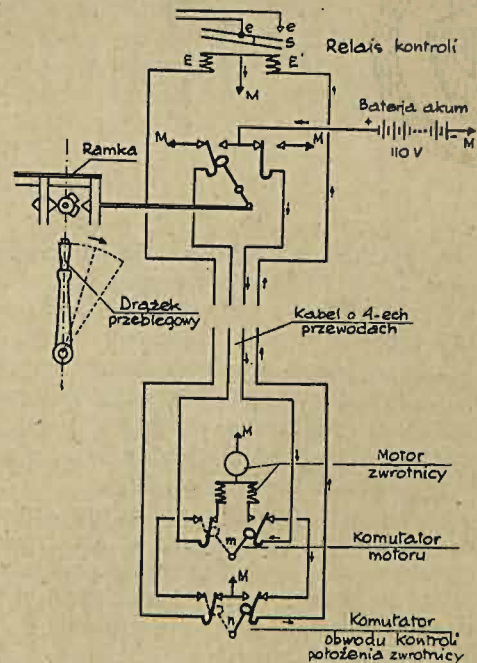 e e
S
Relais kontroli
E E'
M
Baterja akum
+ -
M M
110 V
M
Ramka
Drążek
przebiegowy
Kabel o 4-ech
przewodach
M
Motor
zwrotnicy
m
Komutator
motoru
M
n
Komutator
obwodu kontroli
położenia zwrotnicy